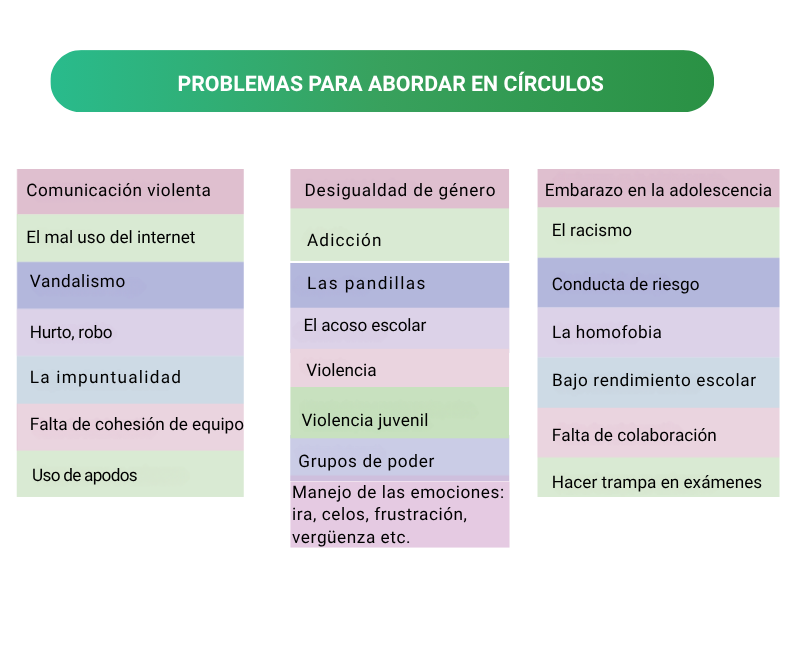 PROBLEMAS PARA ABORDAR EN CÍRCULOS
Comunicación violenta
El mal uso del internet
Vandalismo
Hurto, robo
La impuntualidad
Falta de cohesión de equipo
Uso de apodos
Desigualdad de género
Adicción
Las pandillas
El acoso escolar
Violencia
Violencia juvenil
Grupos de poder
Manejo de las emociones:
ira, celos, frustración,
vergüenza etc.
Embarazo en la adolescencia
El racismo
Conducta de riesgo
La homofobia
Bajo rendimiento escolar
Falta de colaboración
Hacer trampa en exámenes